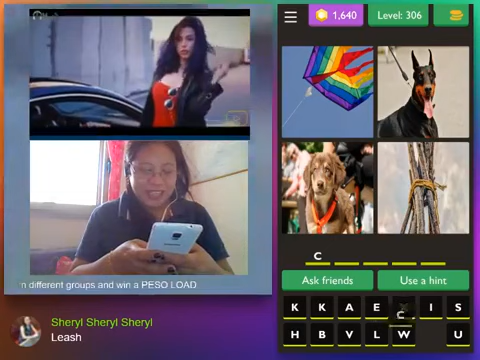 1,640
Level: 306
C
Ask friends
Use a hint
K K A E C I S
H B V L W U
n different groups and win a PESO LOAD
Sheryl Sheryl Sheryl
Leash